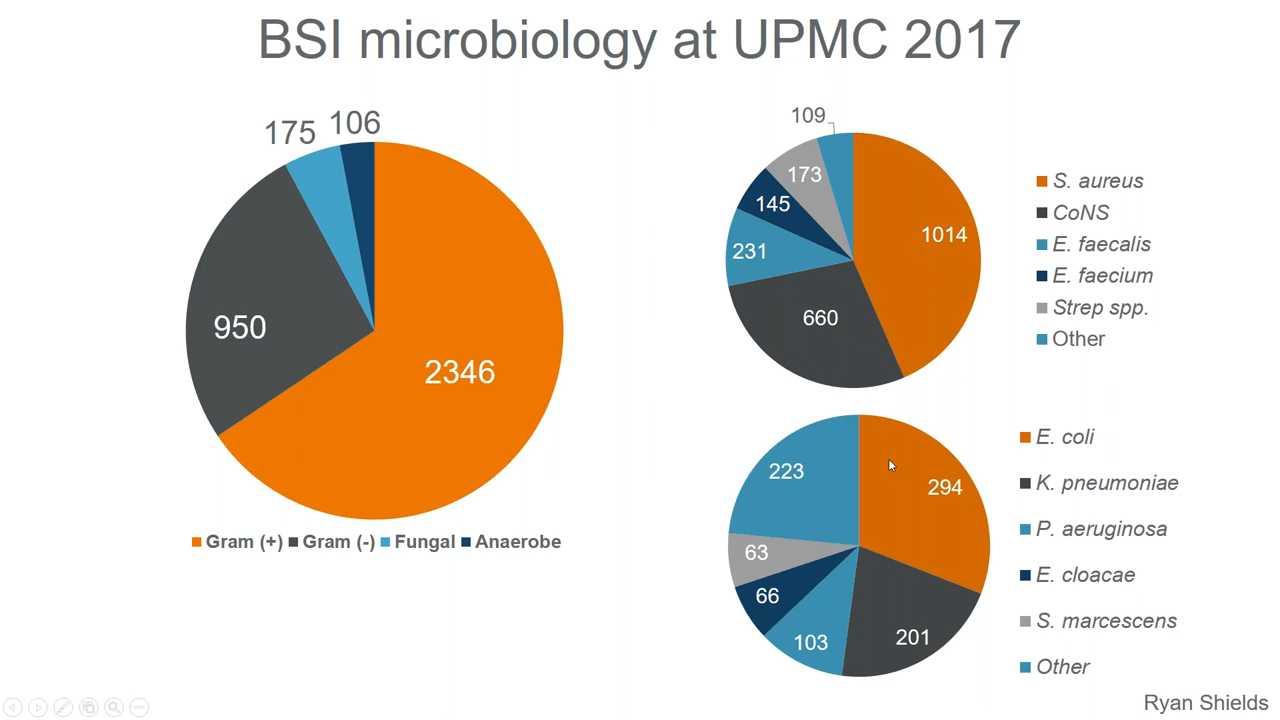 BSI microbiology at UPMC 2017
175
106
950
2346
Gram (+) Gram (-) Fungal Anaerobe
109
173
145
231
660
1014
S. aureus
CoNS
E. faecalis
E. faecium
Strep spp.
Other
223
294
63
66
103
201
E. coli
K. pneumoniae
P. aeruginosa
E. cloacae
S. marcescens
Other
Ryan Shields